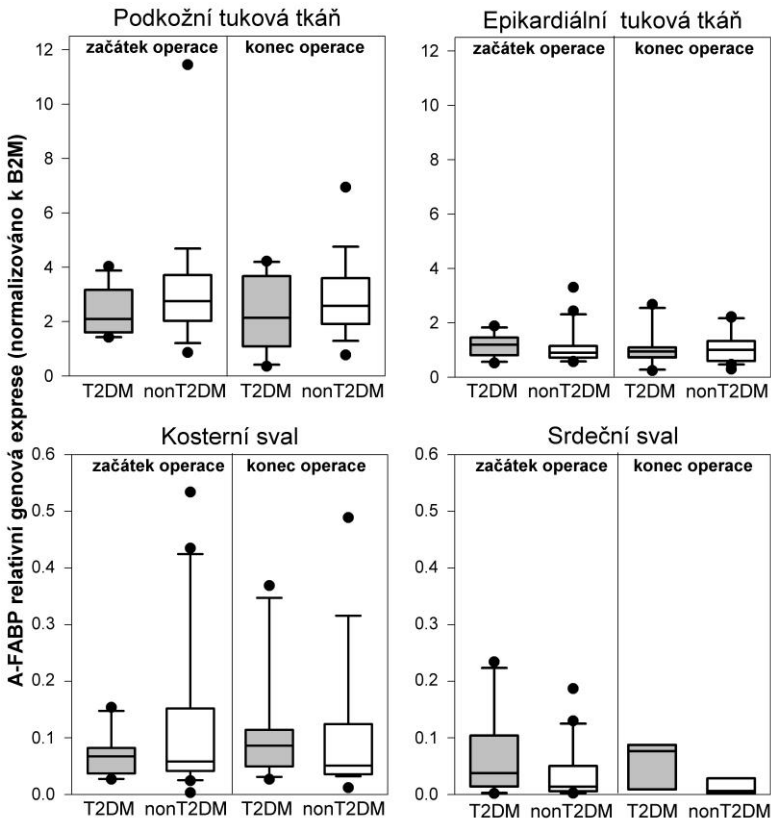 Podkožní tuková tkáň
začátek operace konec operace
12
10
8
6
4
2
0
T2DM nonT2DM T2DM nonT2DM
Epikardiální tuková tkáň
začátek operace konec operace
12
10
8
6
4
2
0
T2DM nonT2DM T2DM nonT2DM
A-FABP relativní genová exprese (normalizováno k B2M)
Kosterní sval
začátek operace konec operace
0.6
0.5
0.4
0.3
0.2
0.1
0.0
T2DM nonT2DM T2DM nonT2DM
Srdeční sval
začátek operace konec operace
0.6
0.5
0.4
0.3
0.2
0.1
0.0
T2DM nonT2DM T2DM nonT2DM